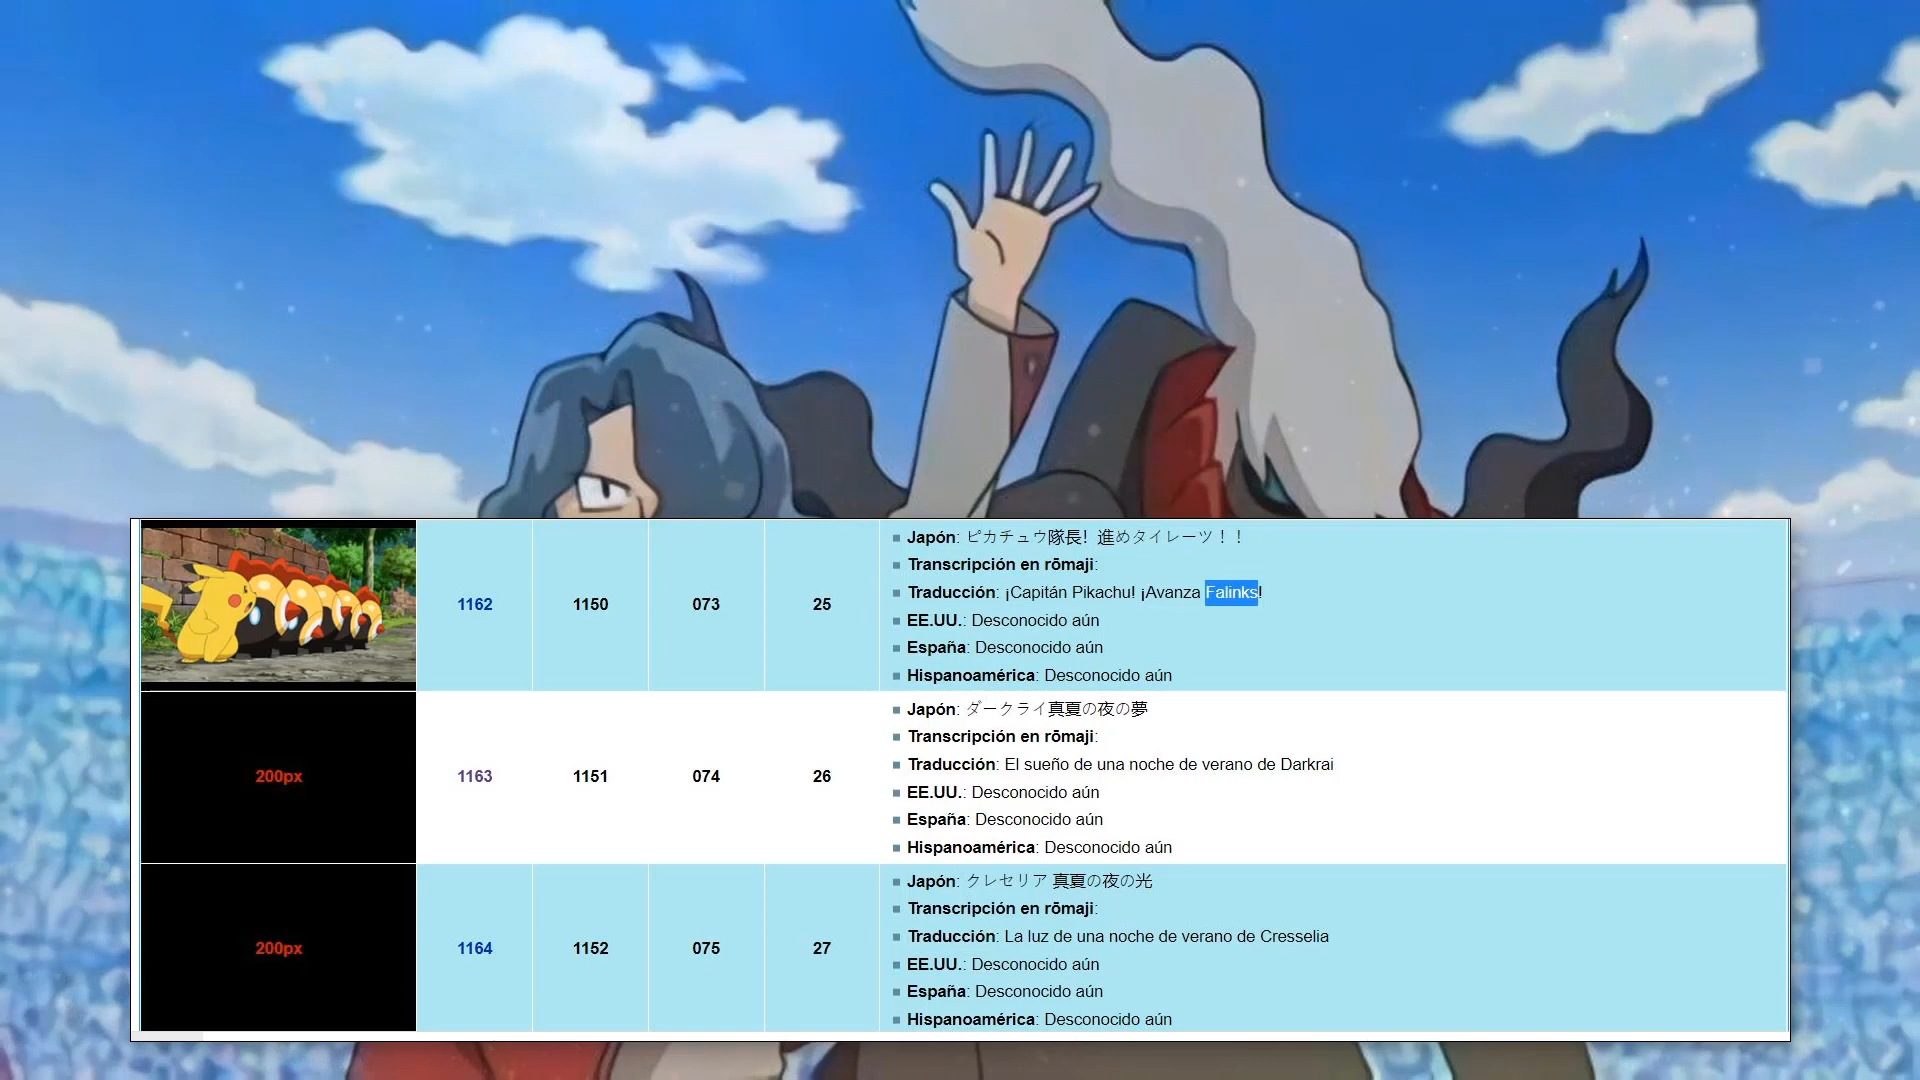 1162
1150
073
25
Japón: ピカチュウ隊長！進めタイレーツ！！
Transcripción en rōmaji:
Traducción: ¡Capitán Pikachu! ¡Avanza Falinks!
EE.UU.: Desconocido aún
España: Desconocido aún
Hispanoamérica: Desconocido aún
200px
1163
1151
074
26
Japón: ダークライ真夏の夜の夢
Transcripción en rōmaji:
Traducción: El sueño de una noche de verano de Darkrai
EE.UU.: Desconocido aún
España: Desconocido aún
Hispanoamérica: Desconocido aún
200px
1164
1152
075
27
Japón: クレセリア 真夏の夜の光
Transcripción en rōmaji:
Traducción: La luz de una noche de verano de Cresselia
EE.UU.: Desconocido aún
España: Desconocido aún
Hispanoamérica: Desconocido aún